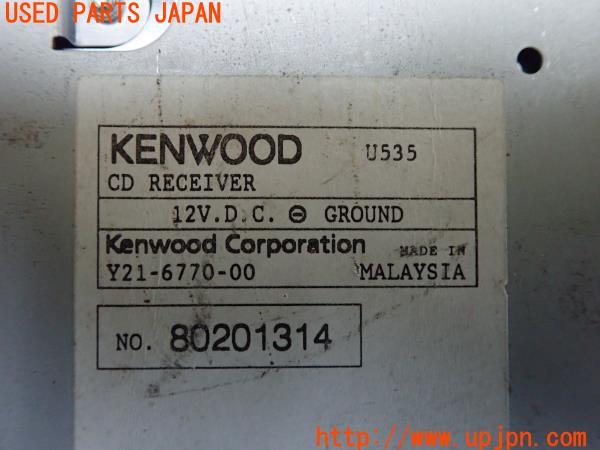 USED PARTS JAPAN
KENWOOD U535
CD RECEIVER
12V.D.C. ⊖ GROUND
Kenwood Corporation MADE IN
Y21-6770-00 MALAYSIA
NO. 80201314
http://www.upjpn.com